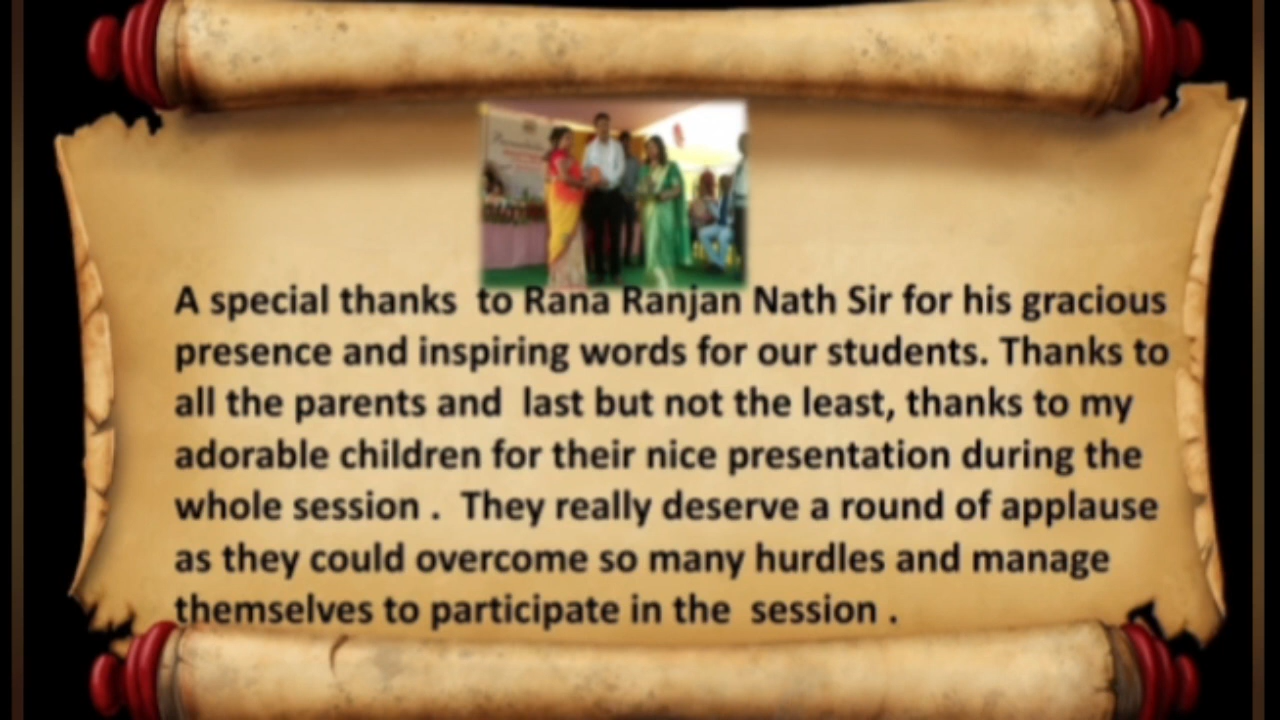 A special thanks to Rana Ranjan Nath Sir for his gracious
presence and inspiring words for our students. Thanks to
all the parents and last but not the least, thanks to my
adorable children for their nice presentation during the
whole session . They really deserve a round of applause
as they could overcome so many hurdles and manage
themselves to participate in the session .